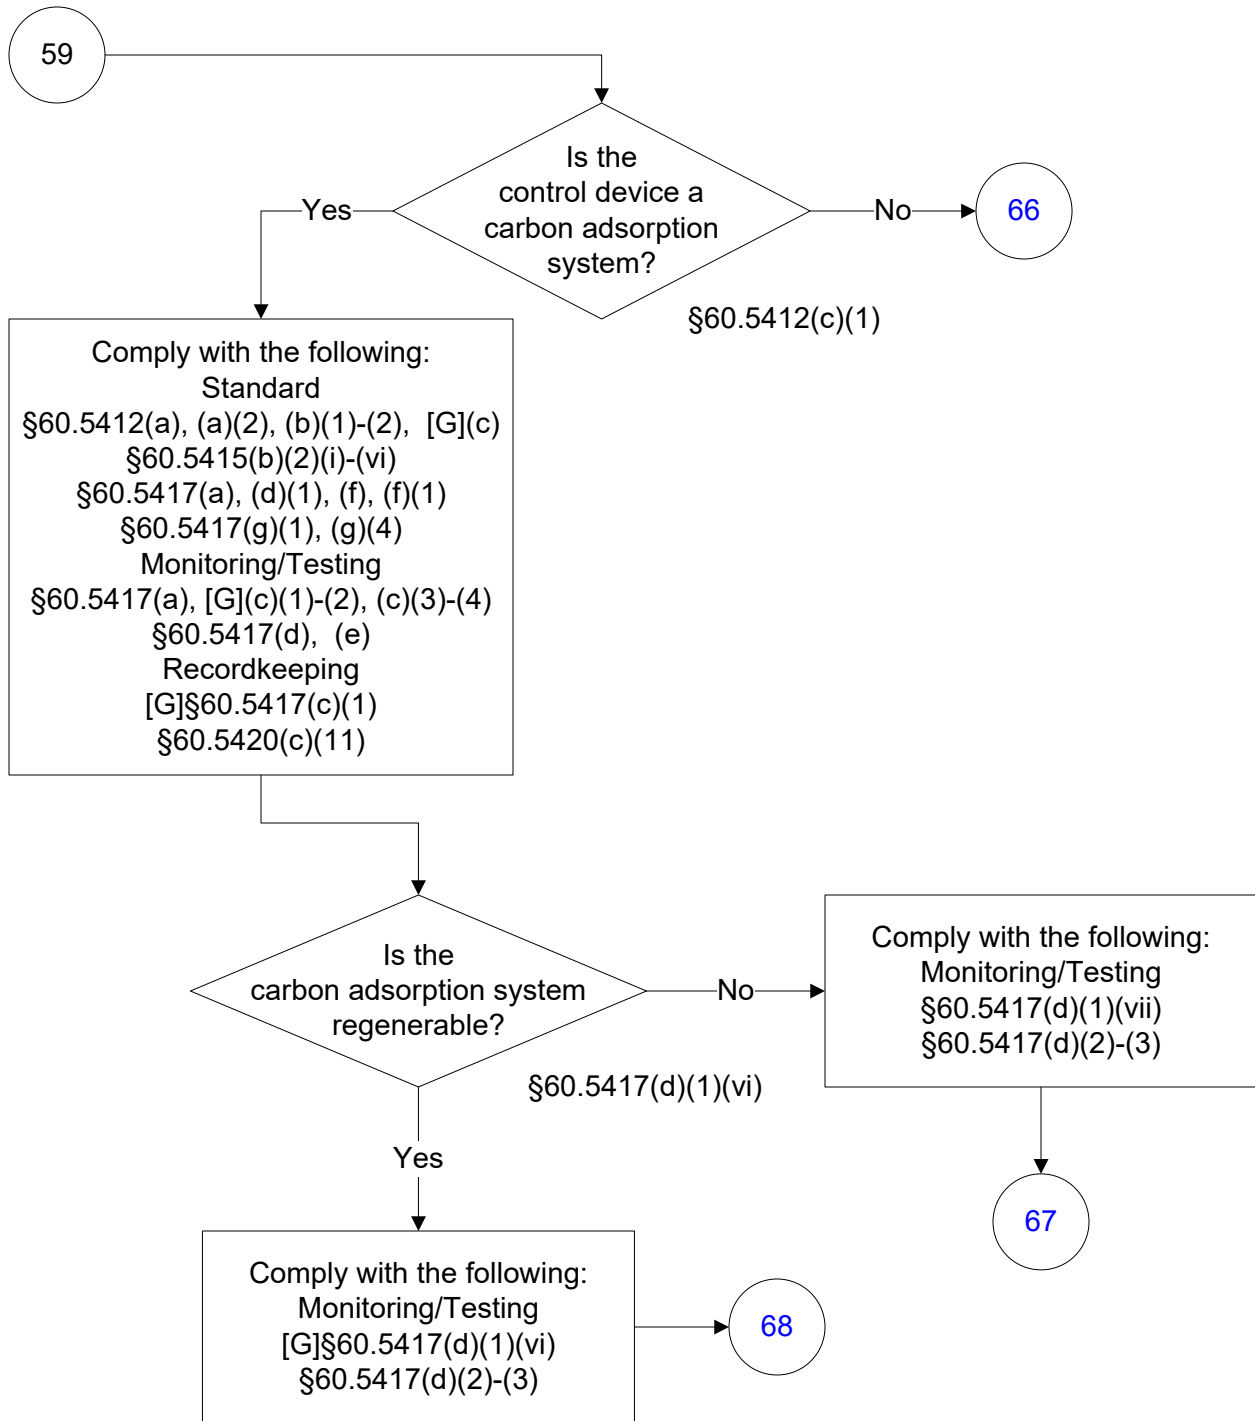 59
Is the
control device a
carbon adsorption
system?
Yes
No
66
§60.5412(c)(1)
Comply with the following:
Standard
§60.5412(a), (a)(2), (b)(1)-(2),  [G](c)
§60.5415(b)(2)(i)-(vi)
§60.5417(a), (d)(1), (f), (f)(1)
§60.5417(g)(1), (g)(4)
Monitoring/Testing
§60.5417(a), [G](c)(1)-(2), (c)(3)-(4)
§60.5417(d),  (e)
Recordkeeping
[G]§60.5417(c)(1)
§60.5420(c)(11)
Is the
carbon adsorption system
regenerable?
No
§60.5417(d)(1)(vi)
Comply with the following:
Monitoring/Testing
§60.5417(d)(1)(vii)
§60.5417(d)(2)-(3)
67
Yes
Comply with the following:
Monitoring/Testing
[G]§60.5417(d)(1)(vi)
§60.5417(d)(2)-(3)
68